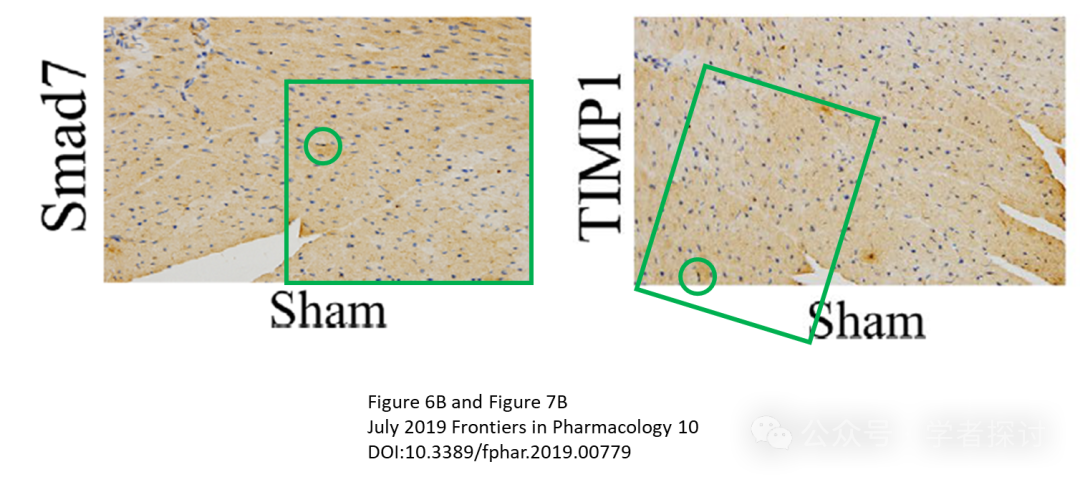 Smad7
Sham
TIMP1
Sham
Figure 6B and Figure 7B
July 2019 Frontiers in Pharmacology 10
DOI:10.3389/fphar.2019.00779
公众号 学者探讨